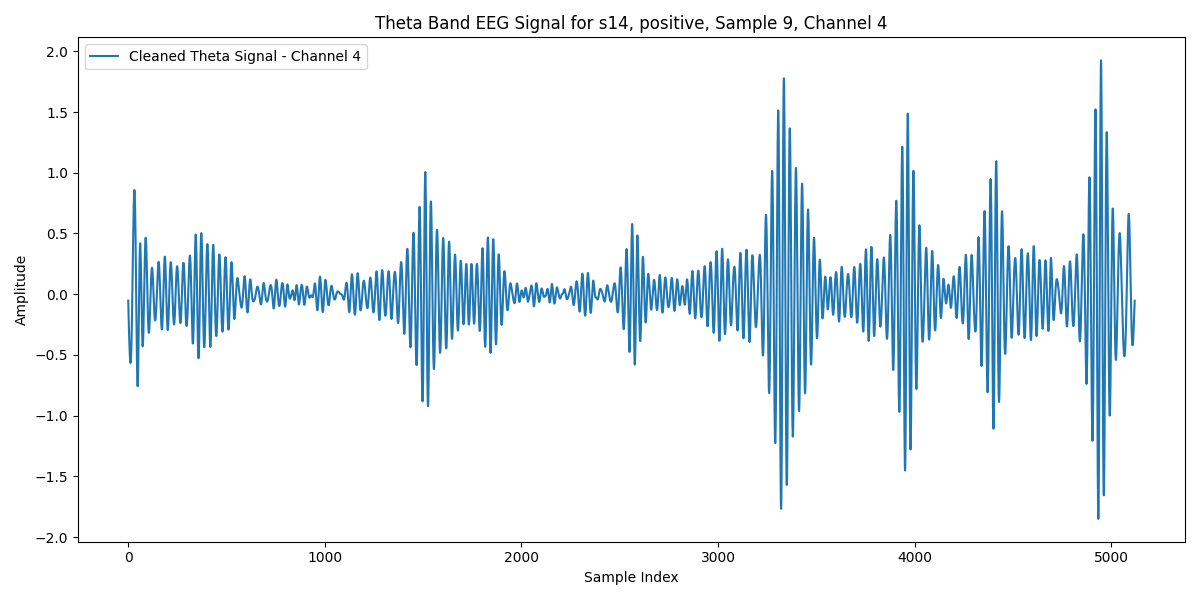 Theta Band EEG Signal for s14, positive, Sample 9, Channel 4
Cleaned Theta Signal - Channel 4
2.0
1.5
1.0
0.5
0.0
−0.5
−1.0
−1.5
−2.0
Amplitude
0 1000 2000 3000 4000 5000
Sample Index